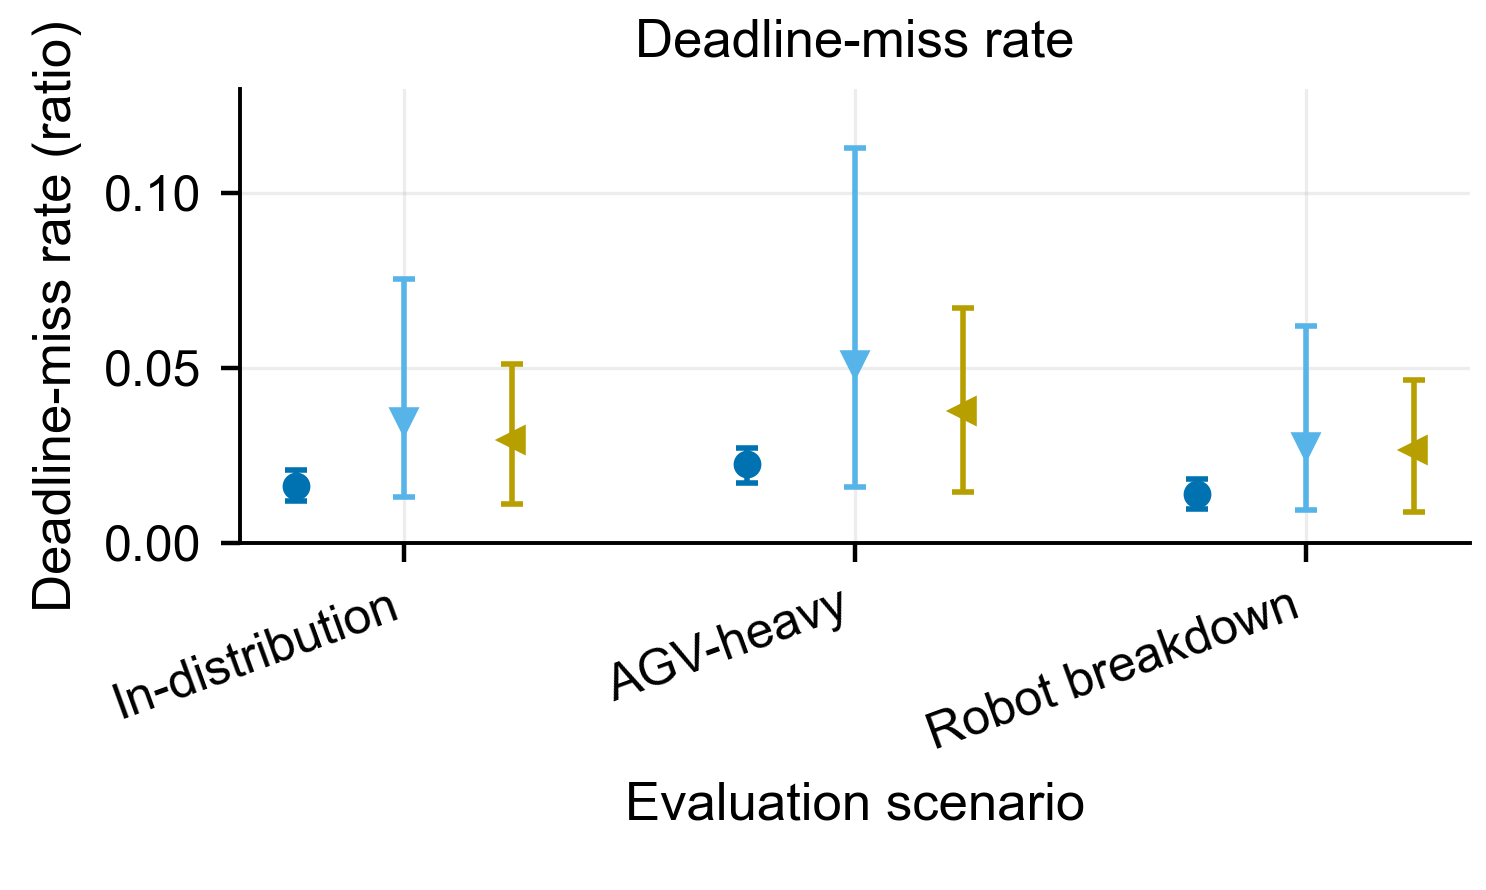 Deadline-miss rate
Deadline-miss rate (ratio)
0.10
0.05
0.00
In-distribution
AGV-heavy
Robot breakdown
Evaluation scenario